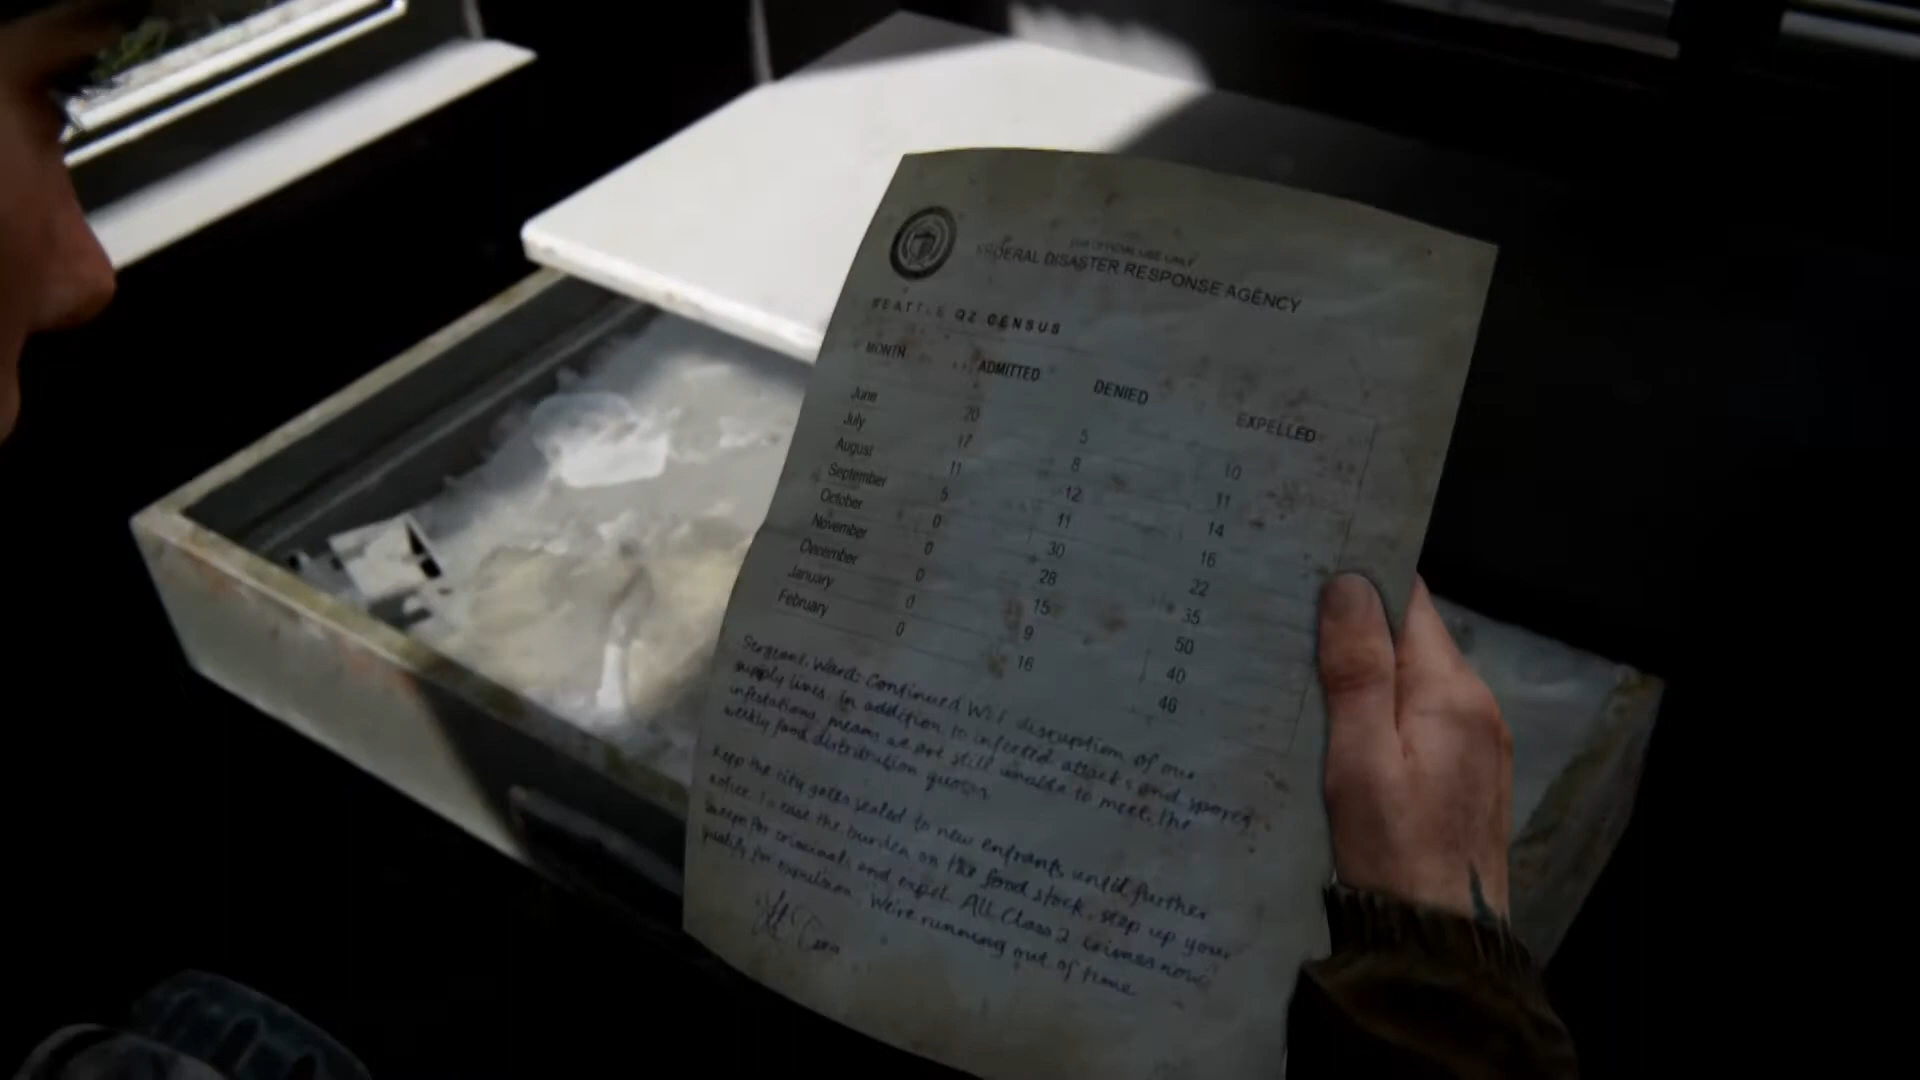 FOR OFFICIAL USE ONLY
FEDERAL DISASTER RESPONSE AGENCY
SEATTLE QZ CENSUS
MONTH ADMITTED DENIED EXPELLED
June 20 5 10
July 17 8 11
August 11 12 14
September 5 11 16
October 0 30 22
November 0 28 35
December 0 15 50
January 0 9 40
February 0 16 46
Sergeant Ward: Continued WLF disruption of our
supply lines, in addition to infected attacks and spores
infestations, means we are still unable to meet the
weekly food distribution quotas.
Keep the city gates sealed to new entrants until further
notice. To ease the burden on the food stock, step up your
sweeps for criminals and expel. All Class 2 crimes now
qualify for expulsion. We're running out of time